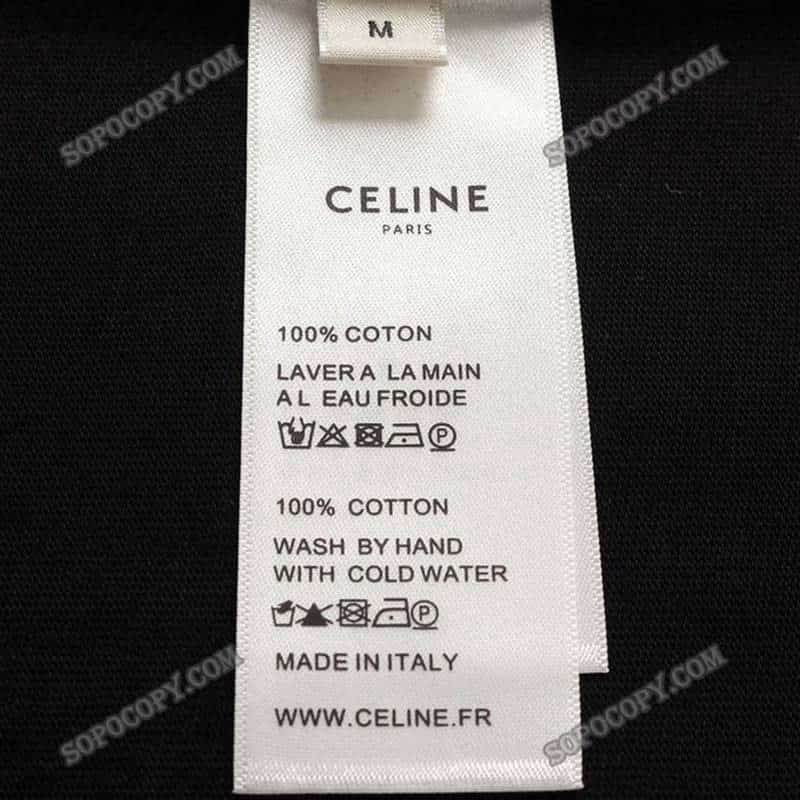 M
SOPOCOPY.COM
SOPOCOPY.COM
CELINE
PARIS
100% COTON
LAVER A LA MAIN
A L EAU FROIDE
P
100% COTTON
WASH BY HAND
WITH COLD WATER
P
MADE IN ITALY
SOPOCOPY.COM
SOPOCOPY.COM
WWW.CELINE.FR